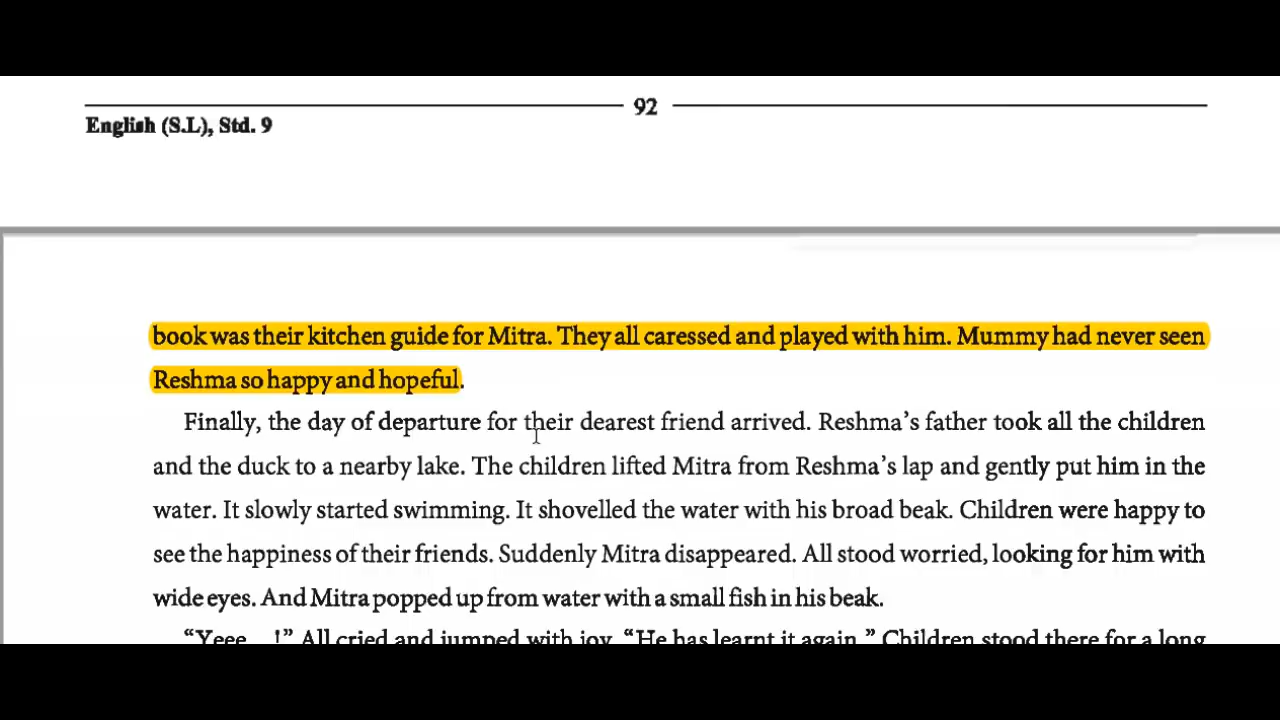 92
English (S.L), Std. 9
book was their kitchen guide for Mitra. They all caressed and played with him. Mummy had never seen
Reshma so happy and hopeful.
Finally, the day of departure for their dearest friend arrived. Reshma’s father took all the children
and the duck to a nearby lake. The children lifted Mitra from Reshma’s lap and gently put him in the
water. It slowly started swimming. It shovelled the water with his broad beak. Children were happy to
see the happiness of their friends. Suddenly Mitra disappeared. All stood worried, looking for him with
wide eyes. And Mitra popped up from water with a small fish in his beak.
“Yeee....!” All cried and jumped with joy. “He has learnt it again.” Children stood there for a long